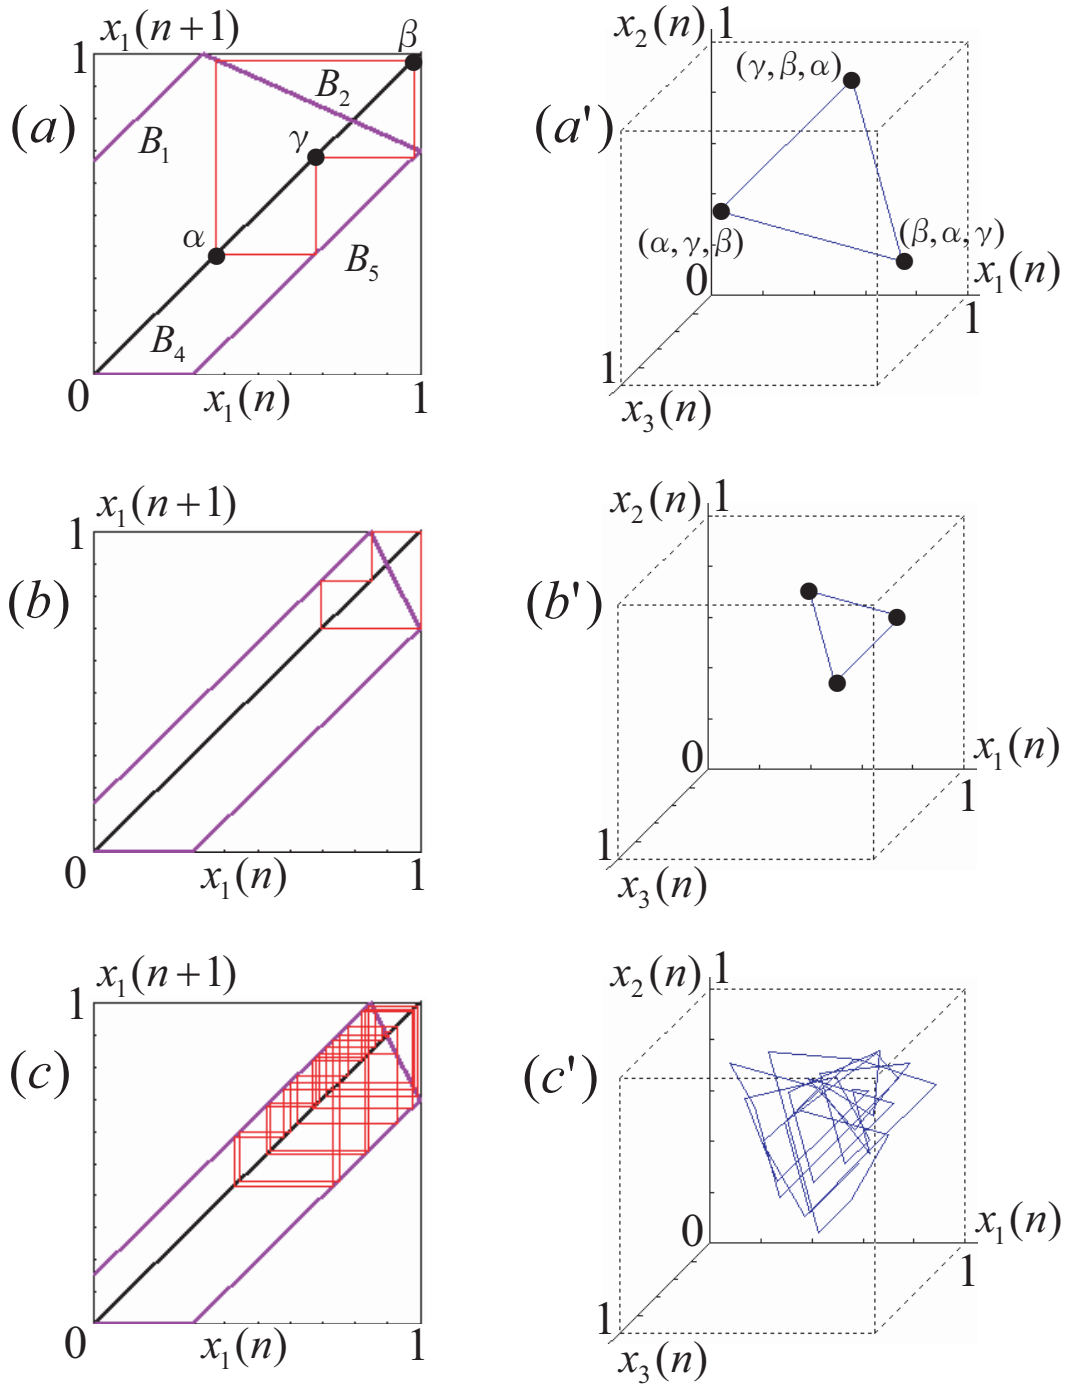 x₁(n+1)
1
β
(a)
B₂
B₁
γ
α
B₅
B₄
0
x₁(n)
1
x₂(n)
1
(γ,β,α)
(a')
(α,γ,β)
(β,α,γ)
0
x₁(n)
1
1
x₃(n)
x₁(n+1)
1
(b)
0
x₁(n)
1
x₂(n)
1
(b')
0
x₁(n)
1
1
x₃(n)
x₁(n+1)
1
(c)
0
x₁(n)
1
x₂(n)
1
(c')
0
x₁(n)
1
1
x₃(n)